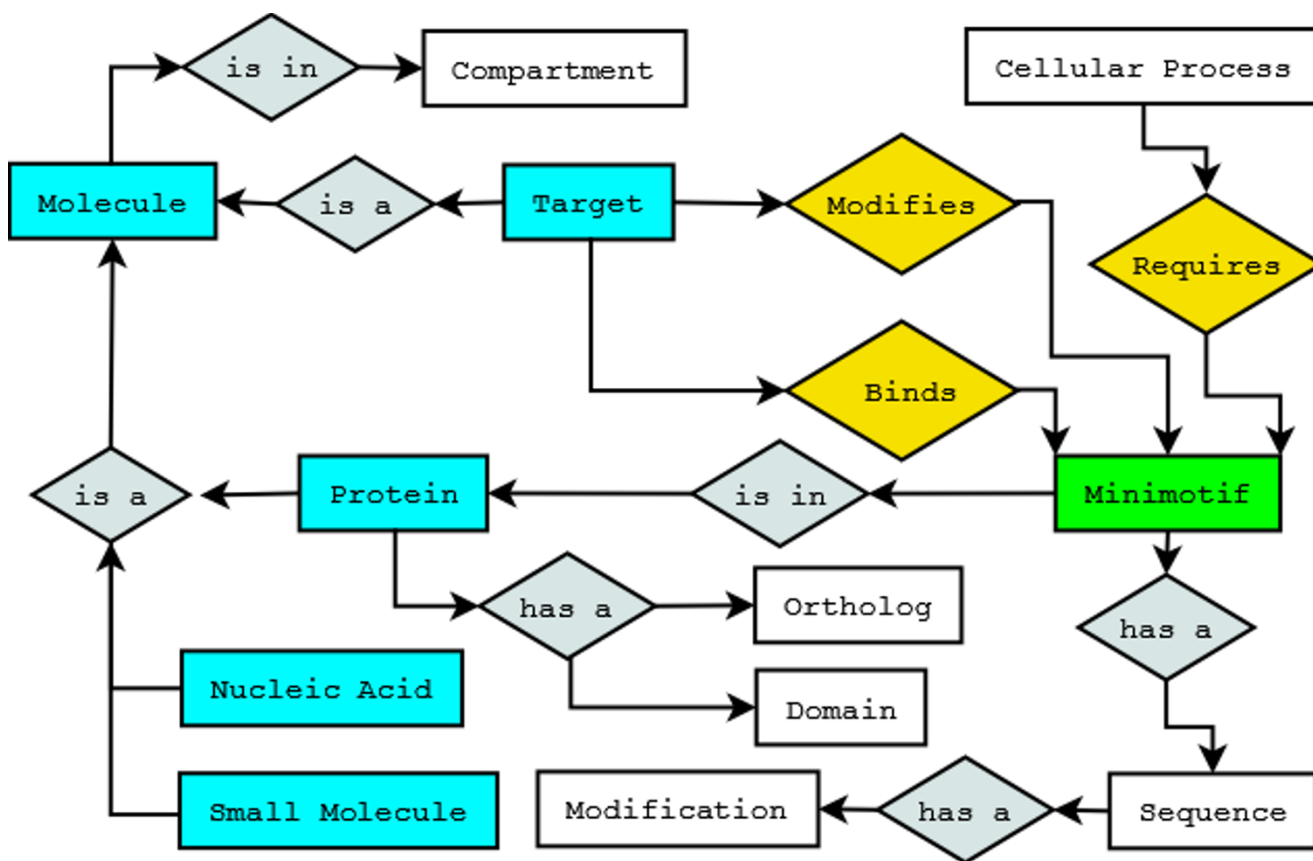 is in
Compartment
Cellular Process
Molecule
is a
Target
Modifies
Requires
Binds
is a
Protein
is in
Minimotif
has a
Ortholog
has a
Nucleic Acid
Domain
Small Molecule
Modification
has a
Sequence